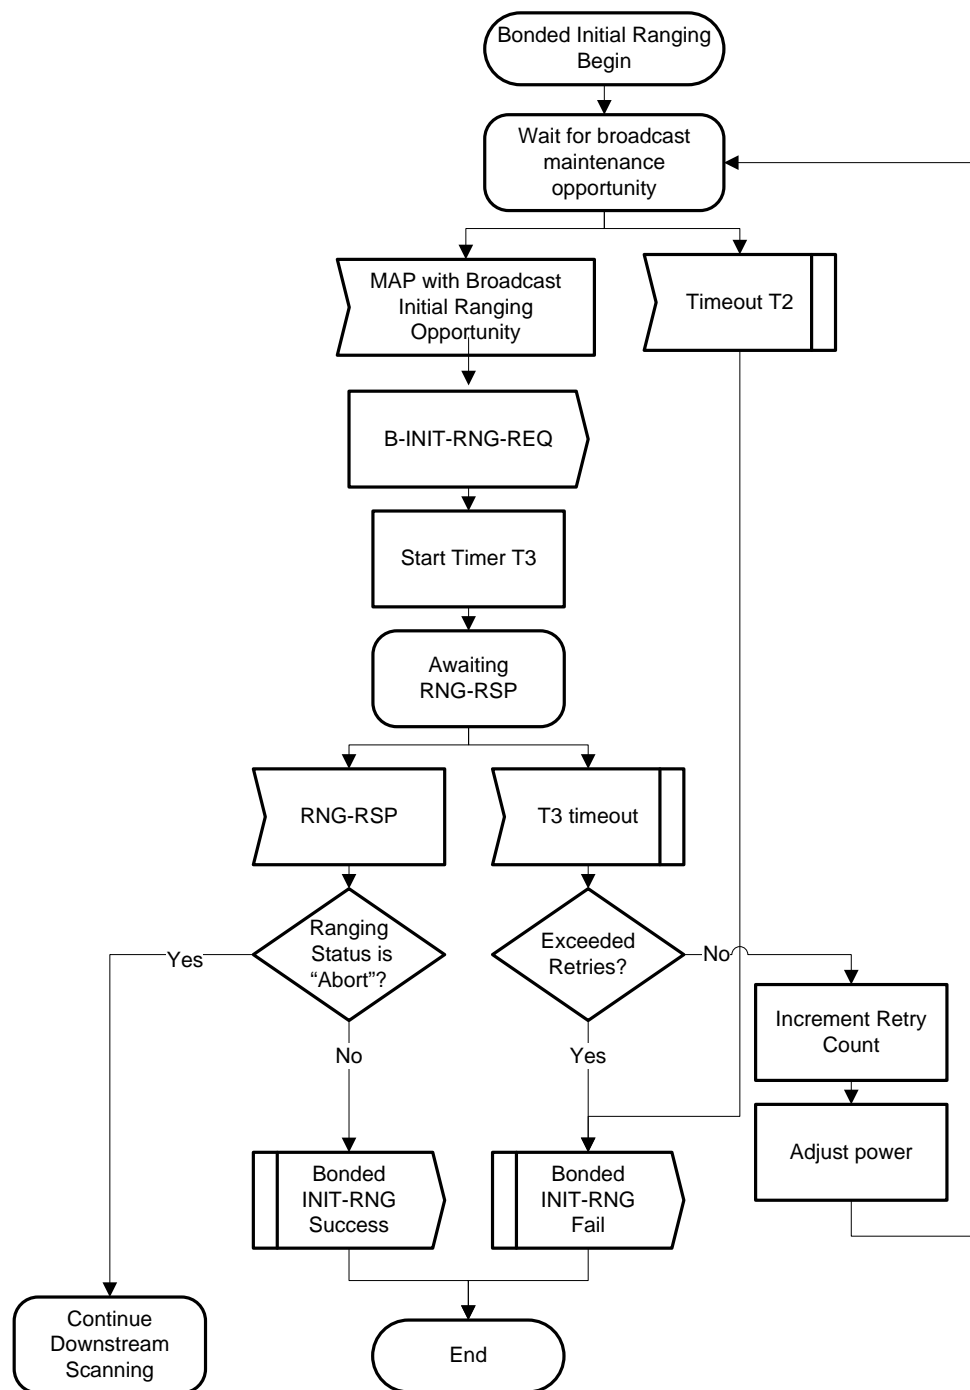 Bonded Initial Ranging
Begin
Wait for broadcast
maintenance
opportunity
MAP with Broadcast
Initial Ranging
Opportunity
Timeout T2
B-INIT-RNG-REQ
Start Timer T3
Awaiting
RNG-RSP
RNG-RSP
T3 timeout
Ranging
Status is
“Abort”?
Exceeded
Retries?
Yes
No
No
Yes
Increment Retry
Count
Adjust power
Bonded
INIT-RNG
Success
Bonded
INIT-RNG
Fail
Continue
Downstream
Scanning
End